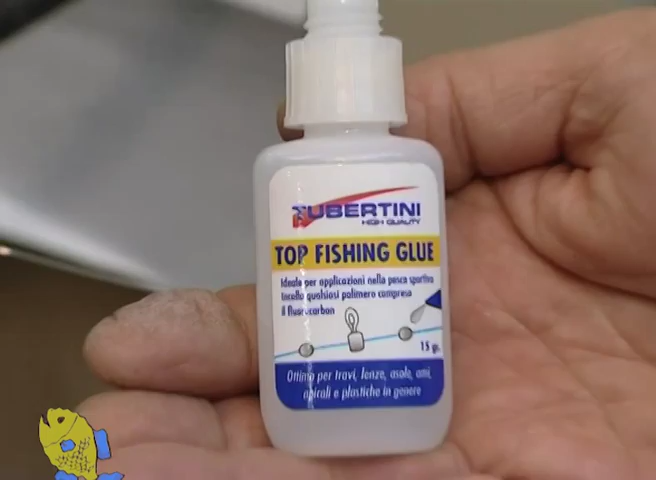 TUBERTINI
HIGH QUALITY
TOP FISHING GLUE
Ideale per applicazioni nella pesca sportiva
Incolla qualsiasi polimero compreso
il fluorocarbon
15 gr.
Ottimo per travi, lenze, asole, ami,
apicali e plastiche in genere